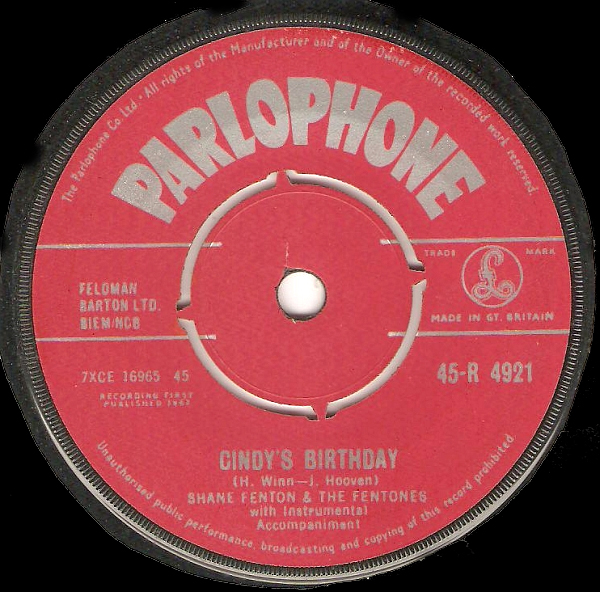 The Parlophone Co. Ltd. · All rights of the Manufacturer and of the Owner of the recorded work reserved.
PARLOPHONE
TRADE MARK
£
FELDMAN
BARTON LTD.
BIEM/NCB
MADE IN GT. BRITAIN
7XCE 16965 45
45-R 4921
RECORDING FIRST
PUBLISHED 1962
CINDY'S BIRTHDAY
(H. Winn—J. Hooven)
SHANE FENTON & THE FENTONES
with Instrumental
Accompaniment
Unauthorised public performance, broadcasting and copying of this record prohibited.